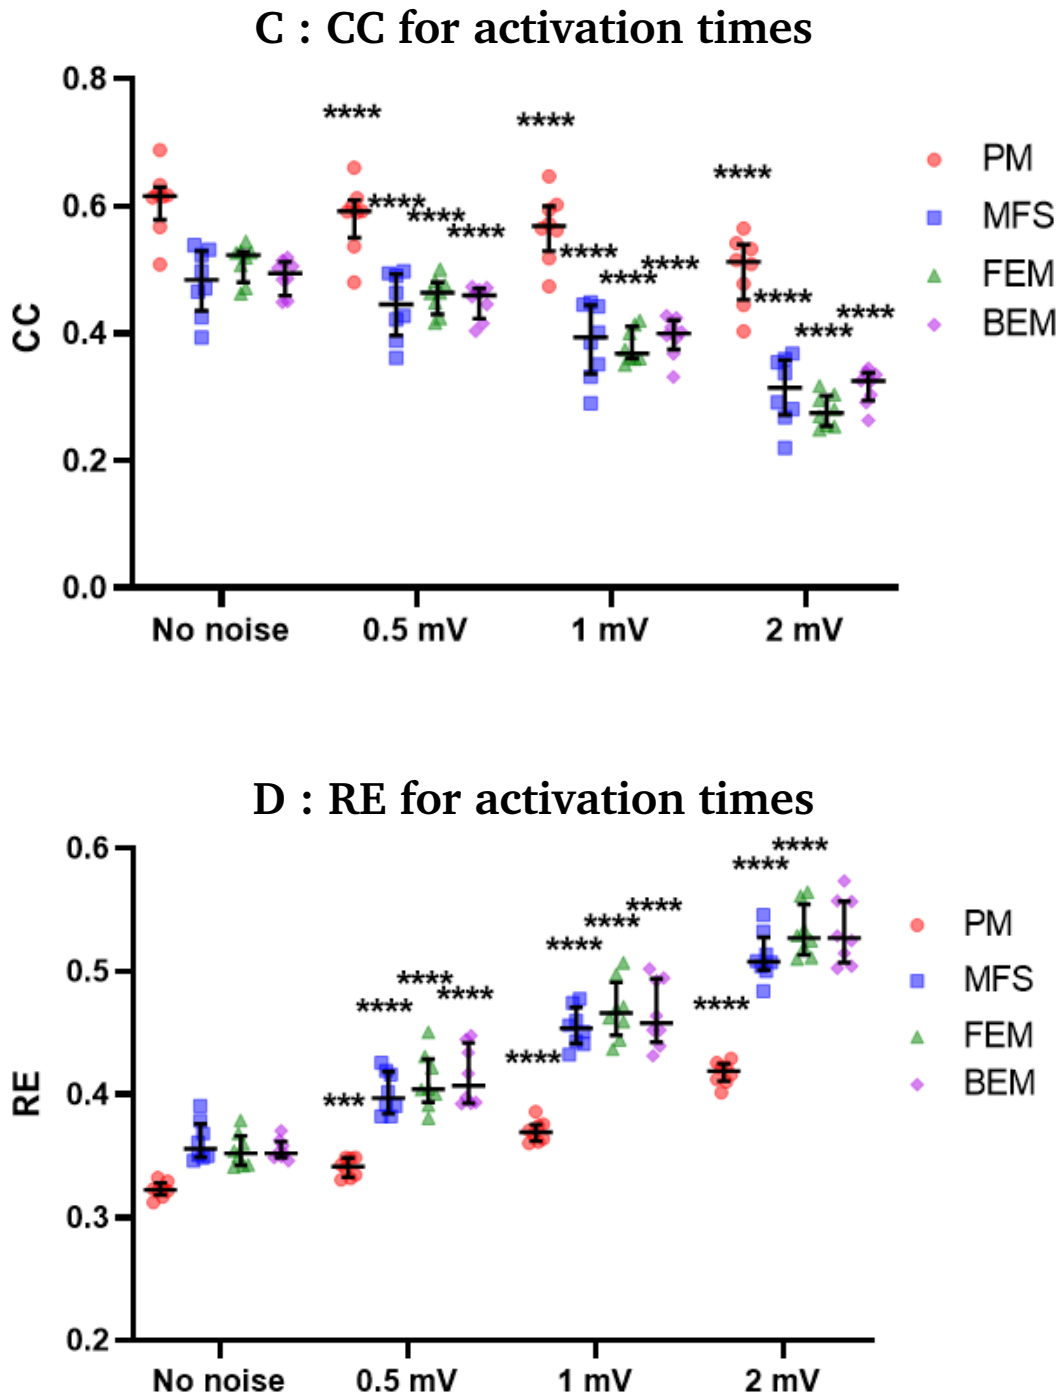 C : CC for activation times
0.8
0.6
0.4
0.2
0.0
CC
**** **** **** ****
**** **** ****
**** **** ****
**** **** ****
PM
MFS
FEM
BEM
No noise 0.5 mV 1 mV 2 mV
D : RE for activation times
0.6
0.5
0.4
0.3
0.2
RE
*** **** **** ****
**** **** ****
**** **** ****
**** ****
PM
MFS
FEM
BEM
No noise 0.5 mV 1 mV 2 mV